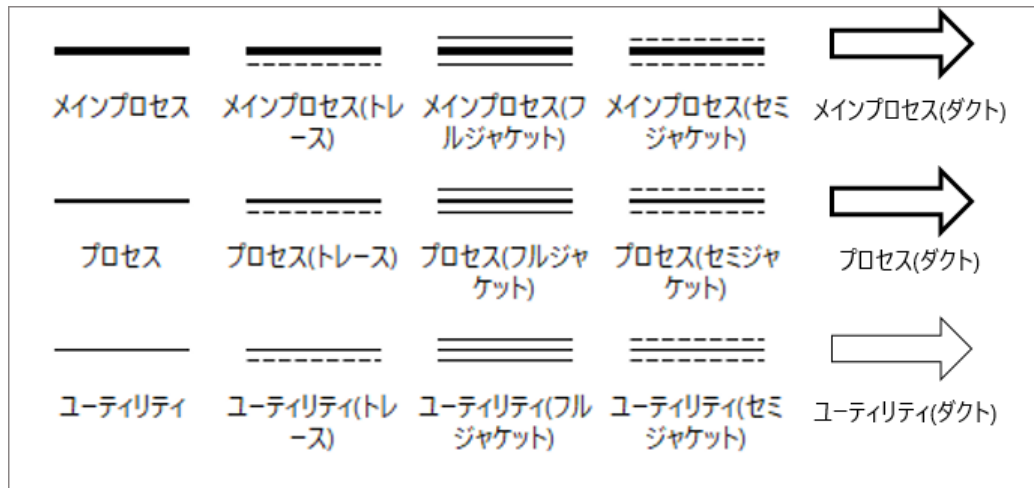 メインプロセス
メインプロセス(トレ
ース)
メインプロセス(フ
ルジャケット)
メインプロセス(セミ
ジャケット)
メインプロセス(ダクト)
プロセス
プロセス(トレース)
プロセス(フルジャ
ケット)
プロセス(セミジャ
ケット)
プロセス(ダクト)
ユーティリティ
ユーティリティ(トレ
ース)
ユーティリティ(フル
ジャケット)
ユーティリティ(セミ
ジャケット)
ユーティリティ(ダクト)